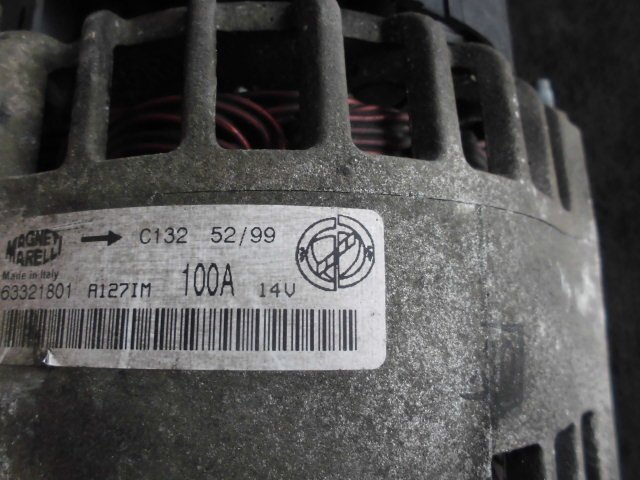 MAGNETI MARELLI
C132 52/99
Made in Italy
63321801 A127IM 100A 14V